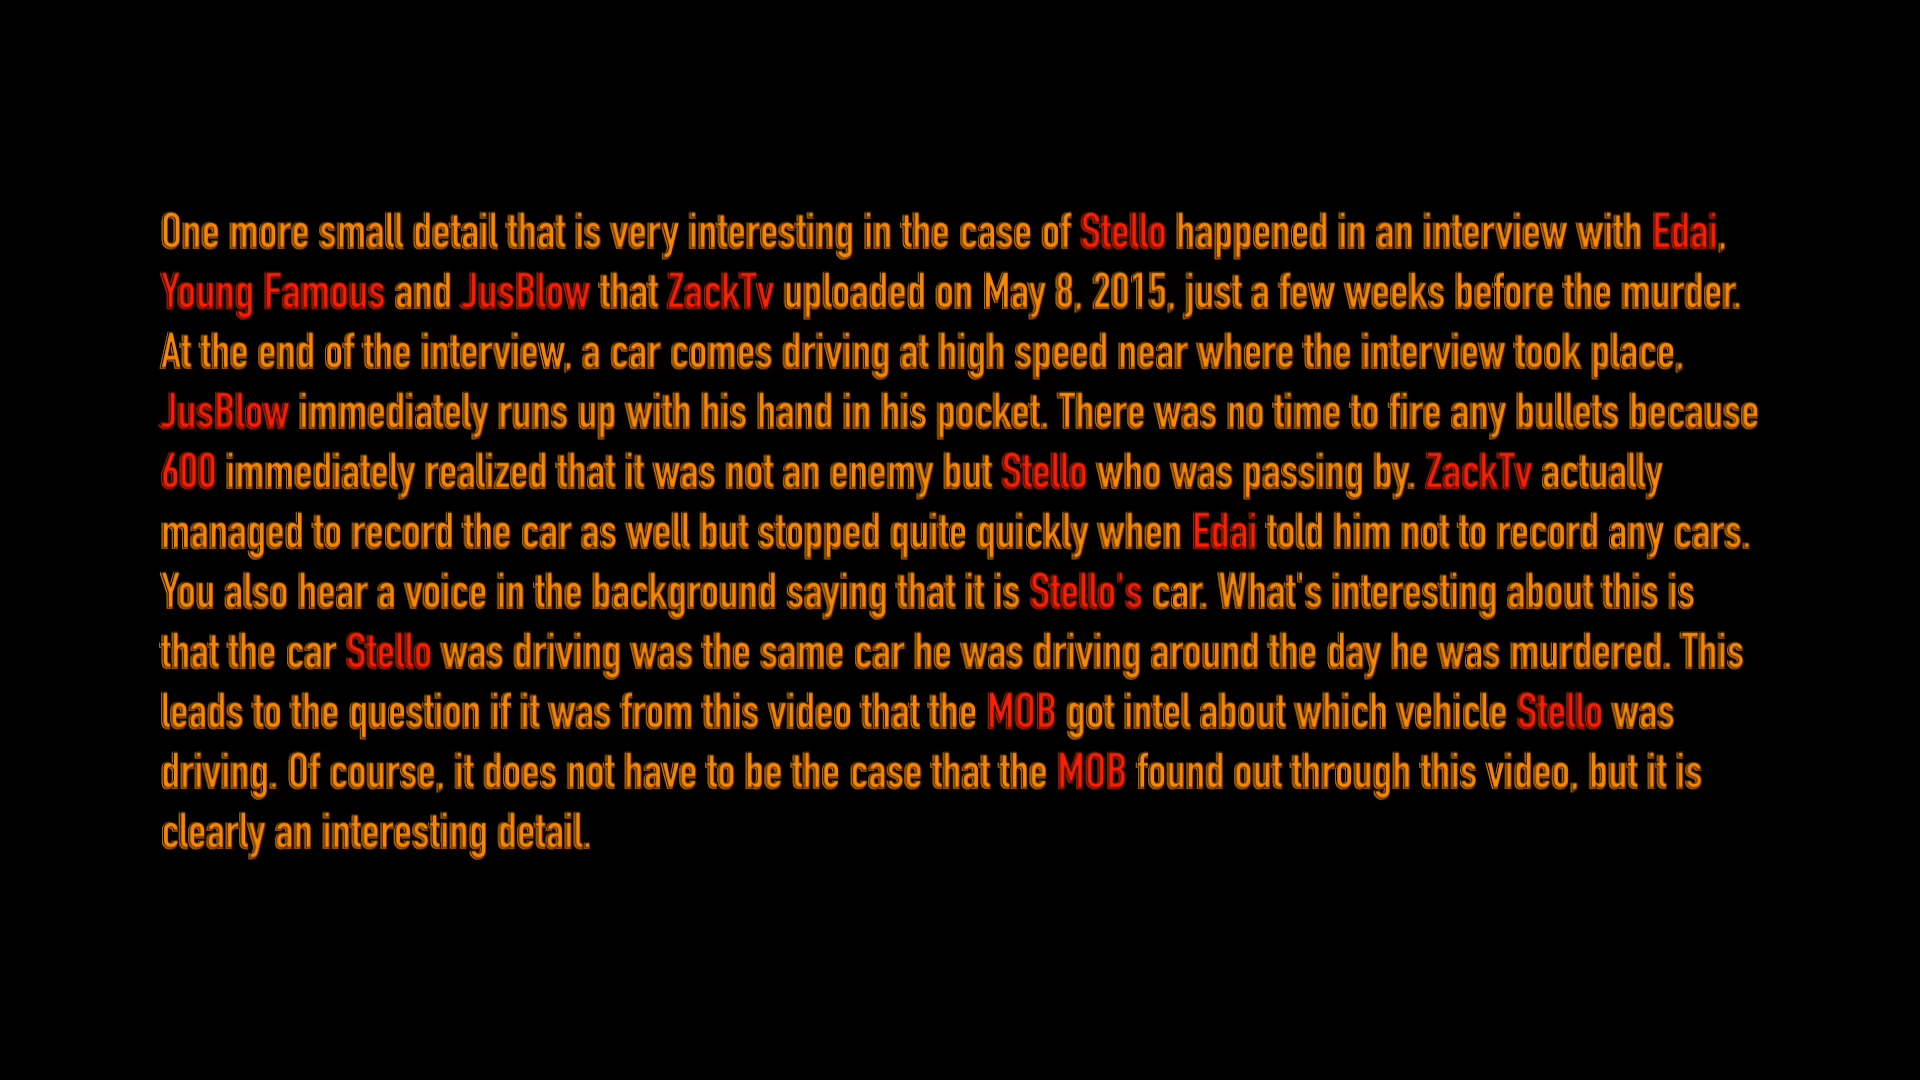 One more small detail that is very interesting in the case of Stello happened in an interview with Edai,
Young Famous and JusBlow that ZackTv uploaded on May 8, 2015, just a few weeks before the murder.
At the end of the interview, a car comes driving at high speed near where the interview took place,
JusBlow immediately runs up with his hand in his pocket. There was no time to fire any bullets because
600 immediately realized that it was not an enemy but Stello who was passing by. ZackTv actually
managed to record the car as well but stopped quite quickly when Edai told him not to record any cars.
You also hear a voice in the background saying that it is Stello's car. What's interesting about this is
that the car Stello was driving was the same car he was driving around the day he was murdered. This
leads to the question if it was from this video that the MOB got intel about which vehicle Stello was
driving. Of course, it does not have to be the case that the MOB found out through this video, but it is
clearly an interesting detail.